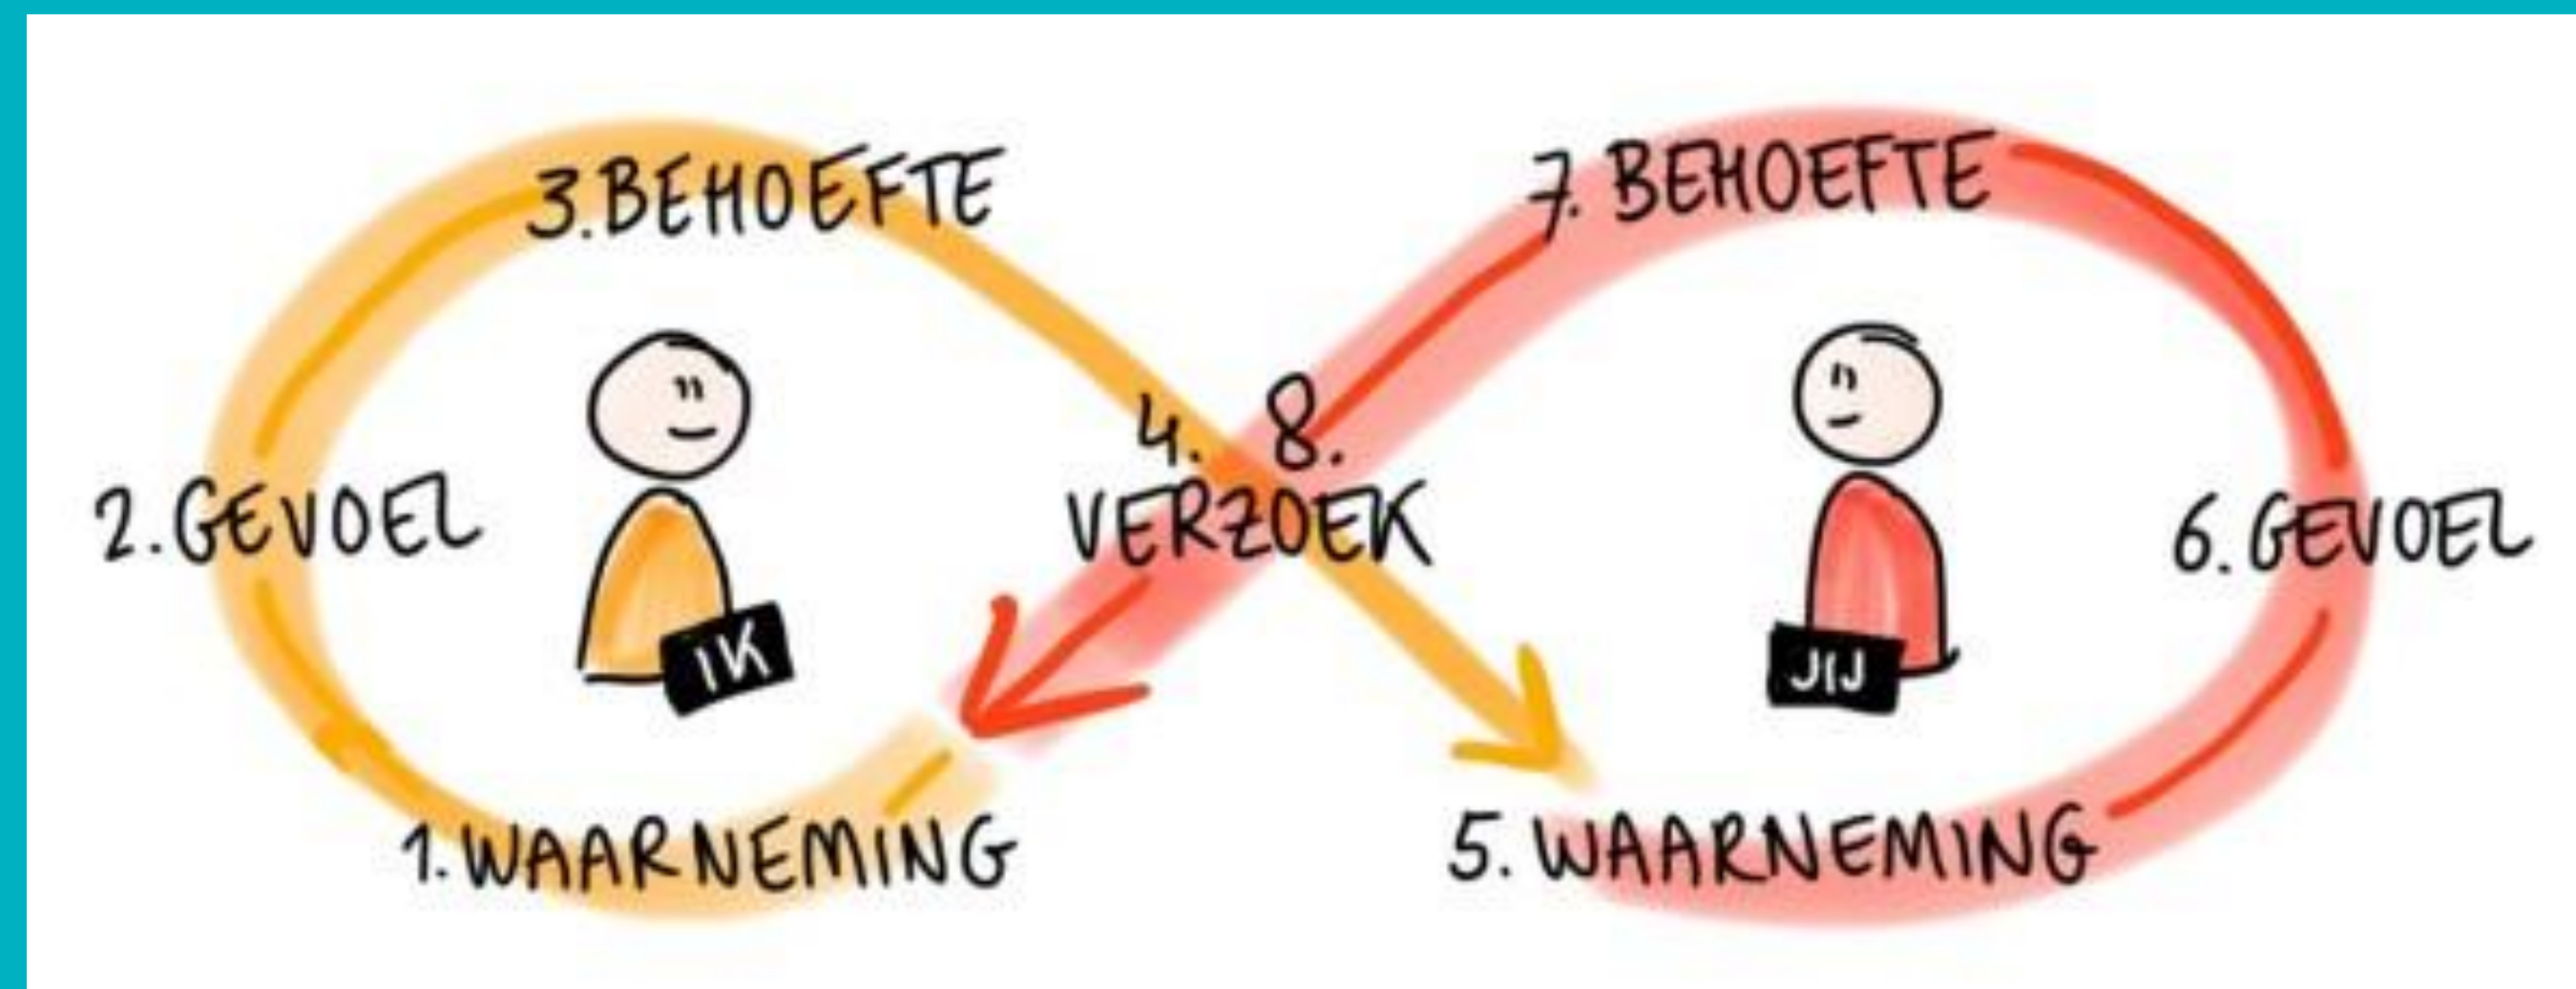 1. WAARNEMING
2. GEVOEL
3. BEHOEFTE
4. 8.
VERZOEK
5. WAARNEMING
6. GEVOEL
7. BEHOEFTE
IK
JIJ